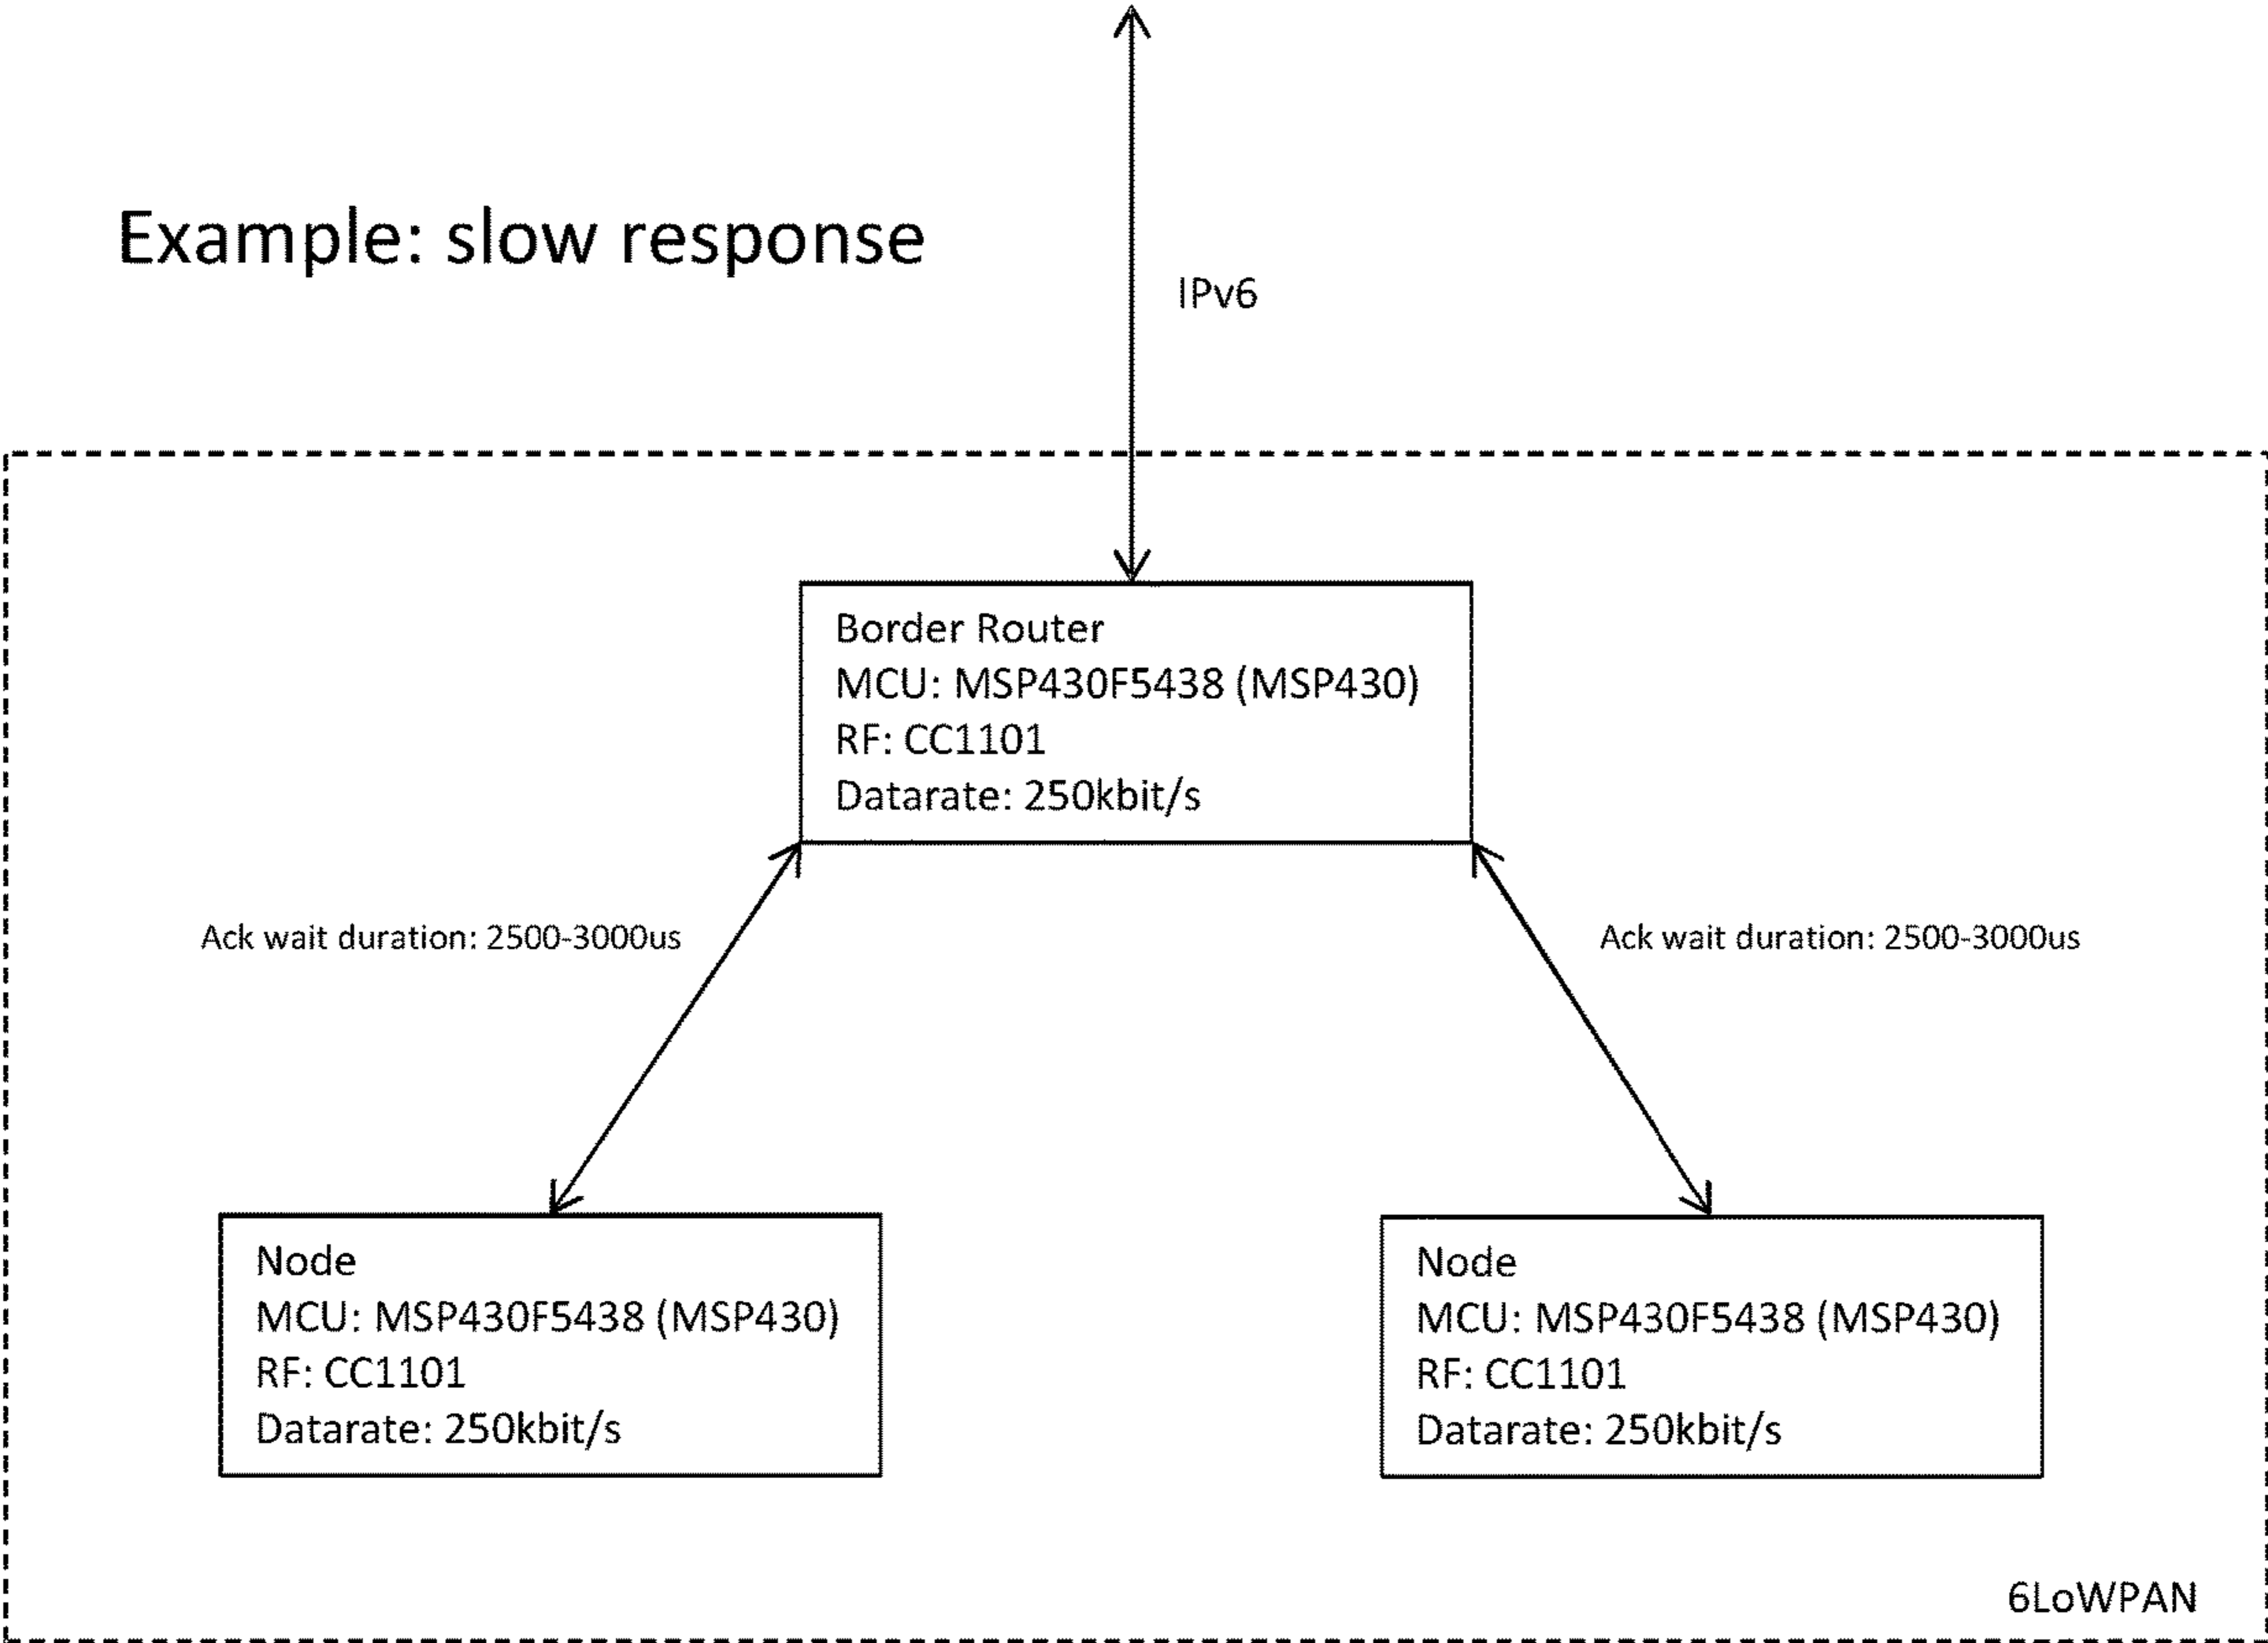 Example: slow response
IPv6
Border Router
MCU: MSP430F5438 (MSP430)
RF: CC1101
Datarate: 250kbit/s
Ack wait duration: 2500-3000us
Ack wait duration: 2500-3000us
Node
MCU: MSP430F5438 (MSP430)
RF: CC1101
Datarate: 250kbit/s
Node
MCU: MSP430F5438 (MSP430)
RF: CC1101
Datarate: 250kbit/s
6LoWPAN